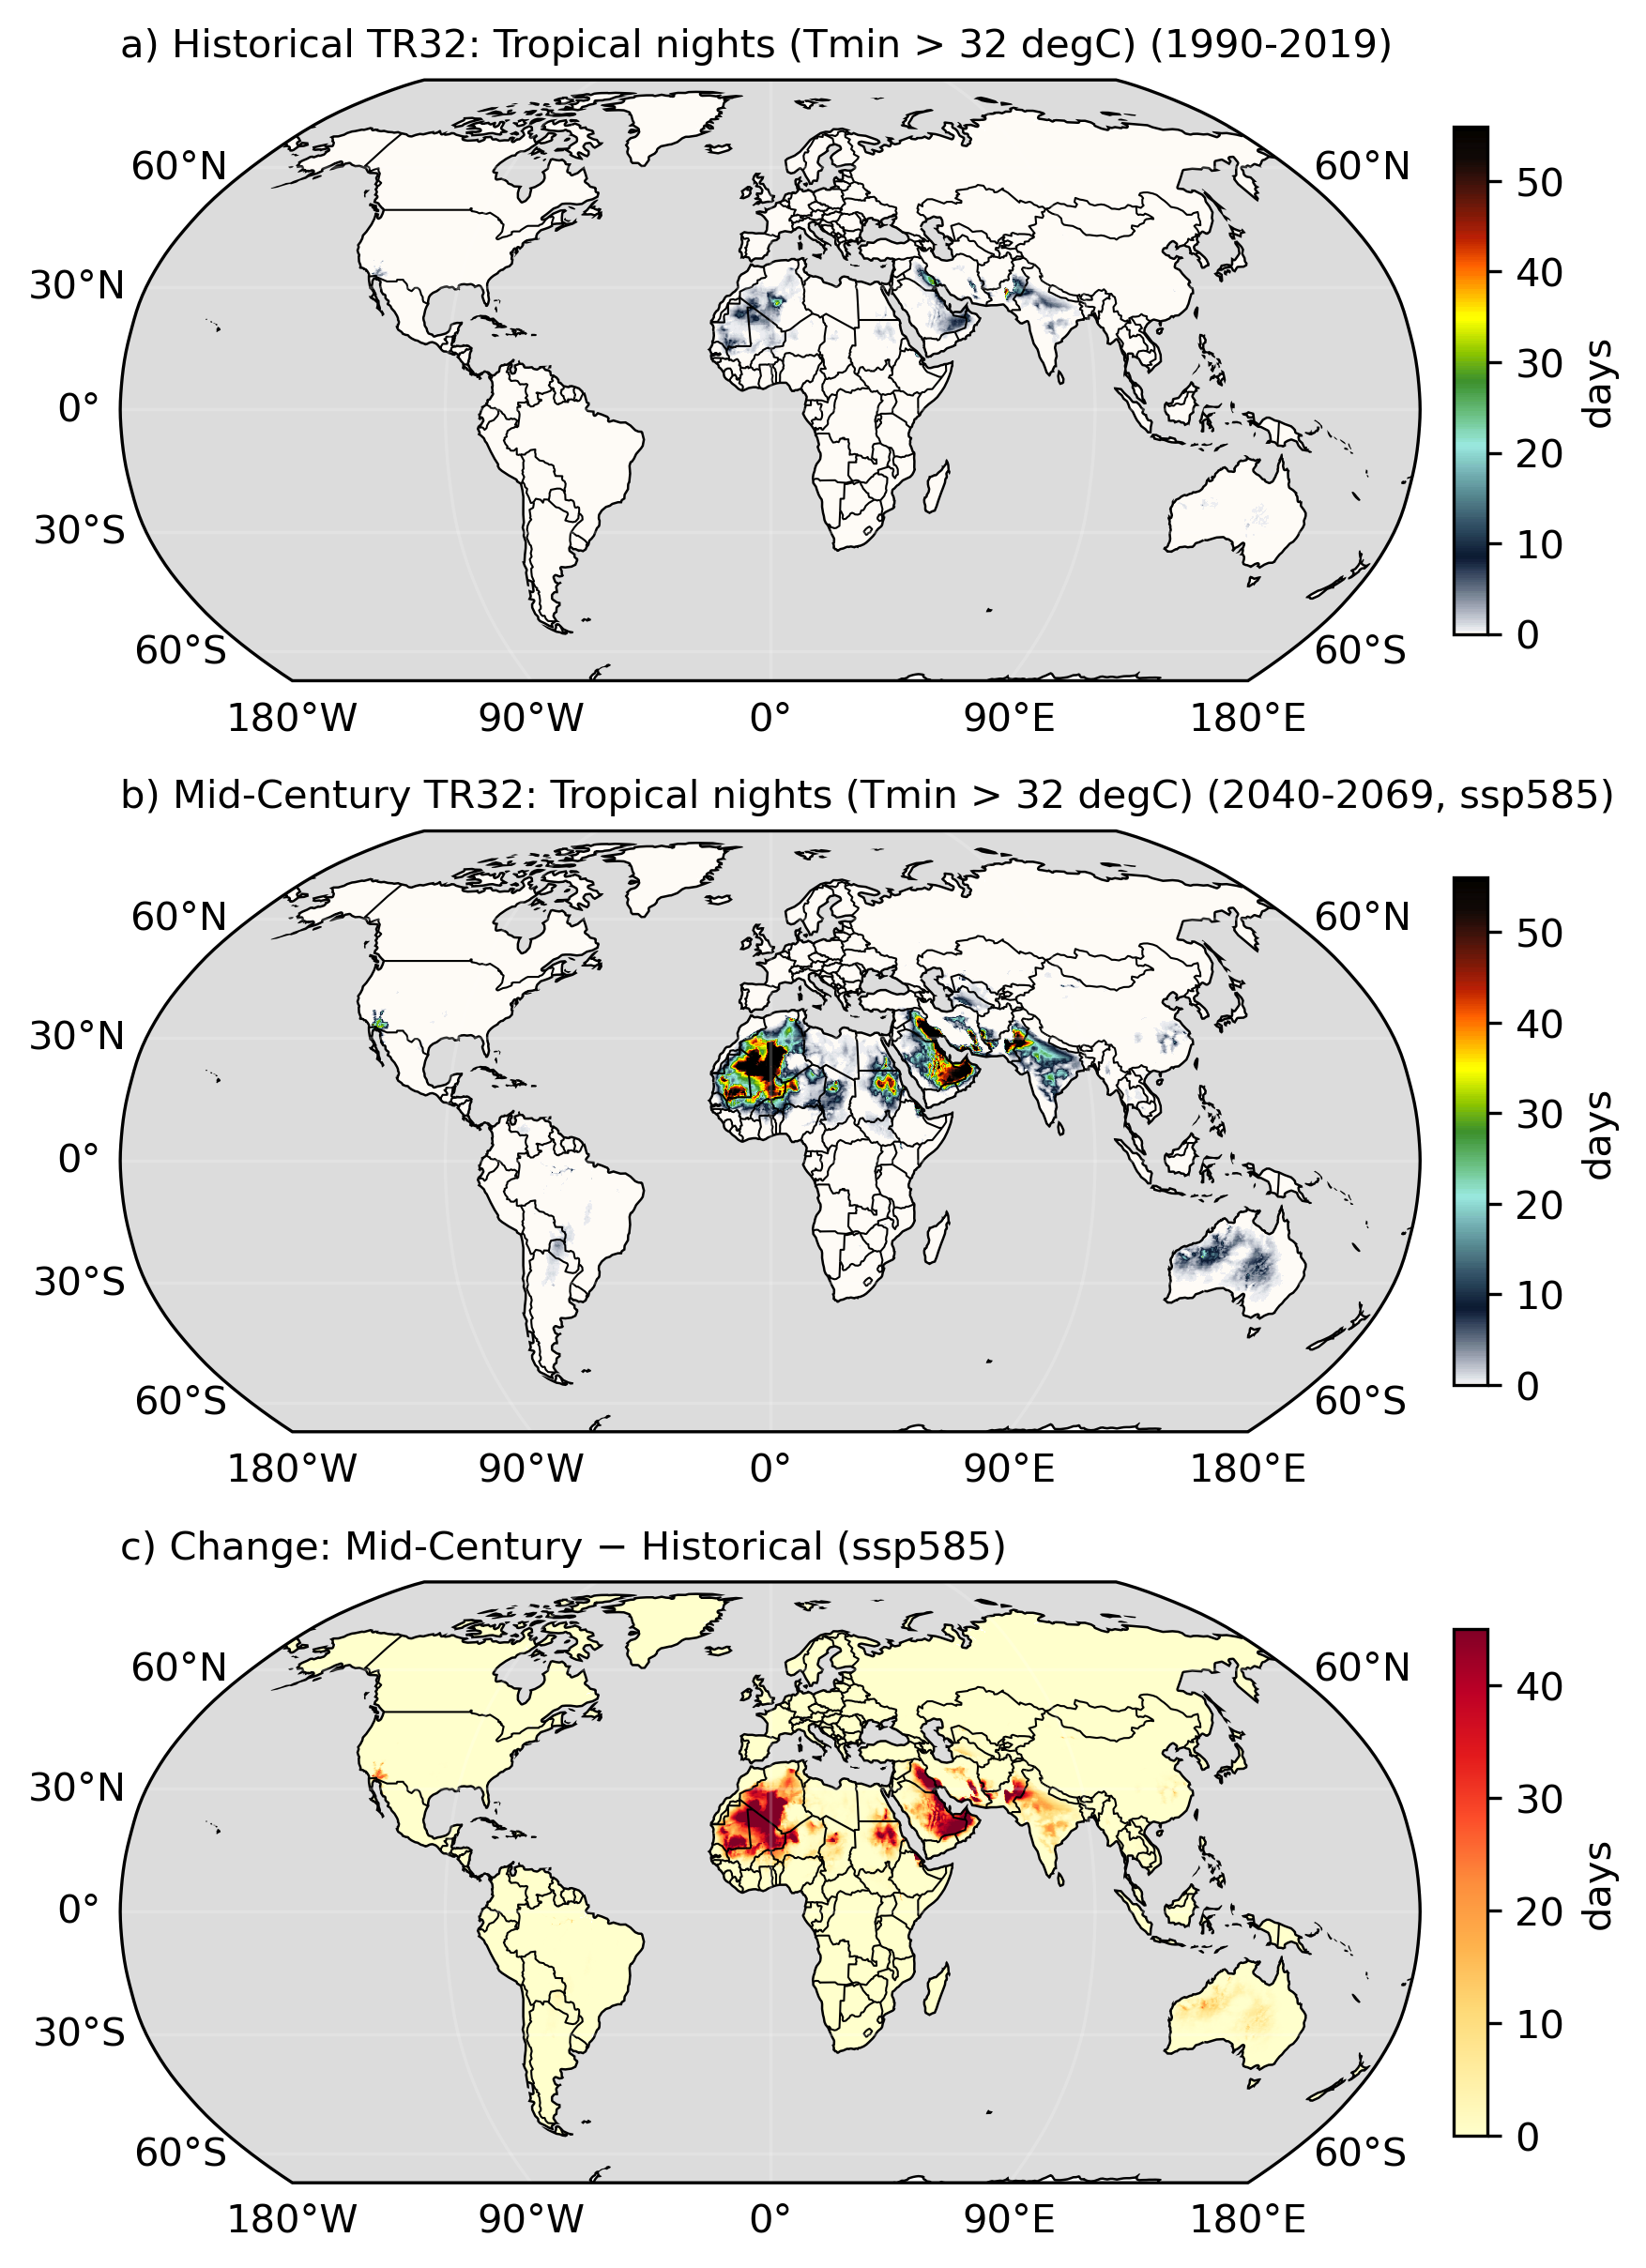 a) Historical TR32: Tropical nights (Tmin > 32 degC) (1990-2019)
60°N
60°N
30°N
0°
30°S
60°S
60°S
180°W 90°W 0° 90°E 180°E
50
40
30
20
10
0
days
b) Mid-Century TR32: Tropical nights (Tmin > 32 degC) (2040-2069, ssp585)
60°N
60°N
30°N
0°
30°S
60°S
60°S
180°W 90°W 0° 90°E 180°E
50
40
30
20
10
0
days
c) Change: Mid-Century − Historical (ssp585)
60°N
60°N
30°N
0°
30°S
60°S
60°S
180°W 90°W 0° 90°E 180°E
40
30
20
10
0
days